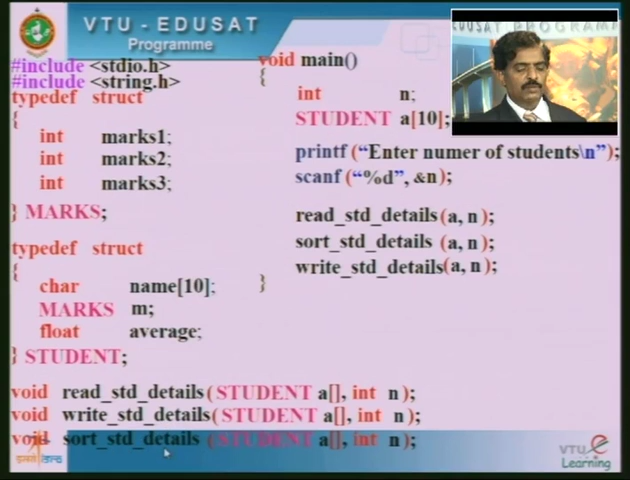 VTU - EDUSAT
Programme
#include <stdio.h>
#include <string.h>
typedef struct
{
int marks1;
int marks2;
int marks3;
} MARKS;
typedef struct
{
char name[10];
MARKS m;
float average;
} STUDENT;
void read_std_details(STUDENT a[], int n);
void write_std_details(STUDENT a[], int n);
void sort_std_details (STUDENT a[], int n);
void main()
{
int n;
STUDENT a[10];
printf (“Enter numer of students\n”);
scanf (“%d”, &n);
read_std_details(a, n);
sort_std_details (a, n);
write_std_details(a, n);
}
EDUSAT PROGRAMME
VTU e
Learning